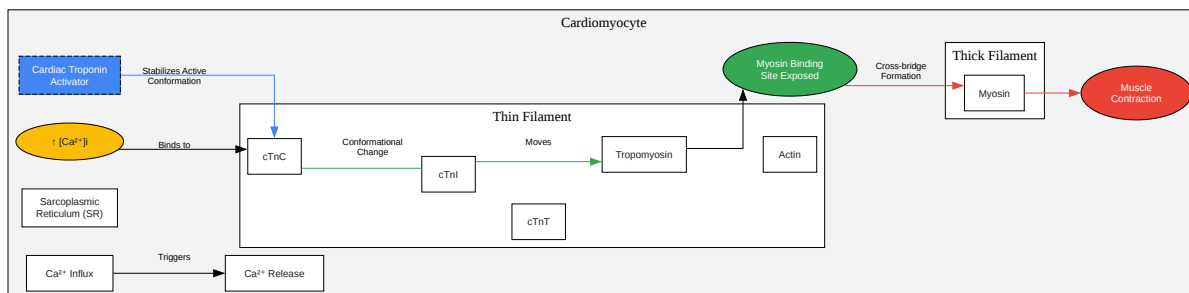 Cardiomyocyte
Cardiac Troponin
Activator
Stabilizes Active
Conformation
Myosin Binding
Site Exposed
Cross-bridge
Formation
Thick Filament
Myosin
Muscle
Contraction
Thin Filament
↑ [Ca²⁺]i
Binds to
cTnC
Conformational
Change
cTnI
Moves
Tropomyosin
Actin
Sarcoplasmic
Reticulum (SR)
cTnT
Ca²⁺ Influx
Triggers
Ca²⁺ Release